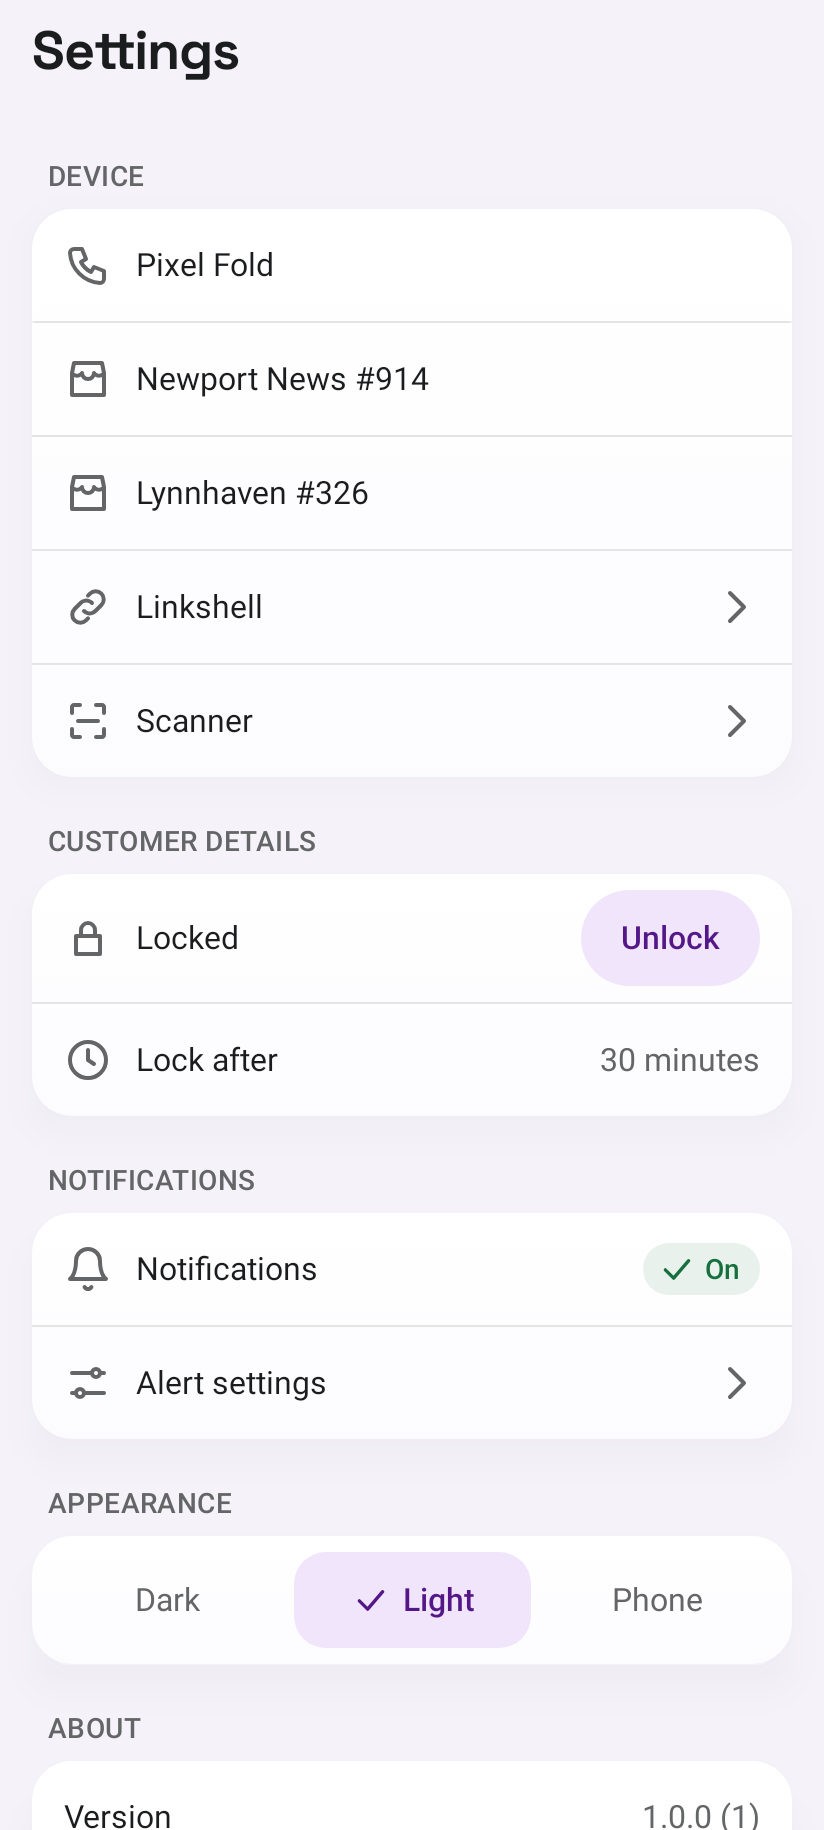 Settings
DEVICE
Pixel Fold
Newport News #914
Lynnhaven #326
Linkshell
Scanner
CUSTOMER DETAILS
Locked
Unlock
Lock after
30 minutes
NOTIFICATIONS
Notifications
On
Alert settings
APPEARANCE
Dark
Light
Phone
ABOUT
Version
1.0.0 (1)